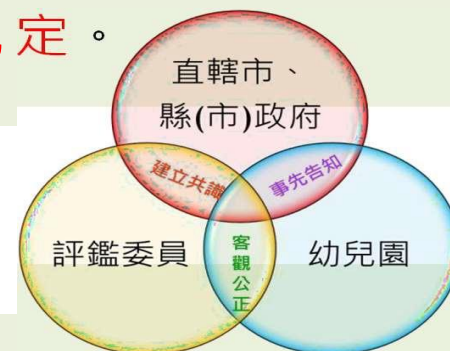 定。
直轄市、
縣(市)政府
建立共識
事先告知
評鑑委員
客觀公正
幼兒園